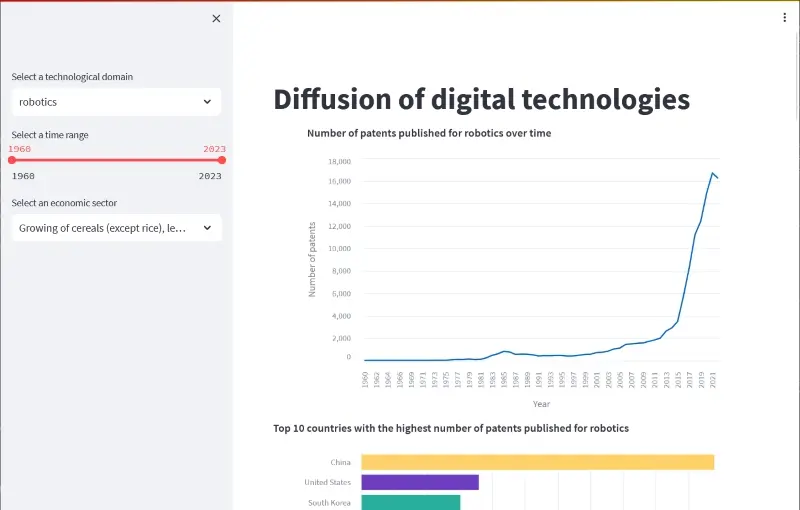 Select a technological domain
robotics
Select a time range
1960 2023
1960 2023
Select an economic sector
Growing of cereals (except rice), le...
Diffusion of digital technologies
Number of patents published for robotics over time
18,000
16,000
14,000
12,000
10,000
8,000
6,000
4,000
2,000
0
Number of patents
1960 1962 1964 1966 1969 1971 1973 1975 1977 1979 1981 1983 1985 1987 1989 1991 1993 1995 1997 1999 2001 2003 2005 2007 2009 2011 2013 2015 2017 2019 2021
Year
Top 10 countries with the highest number of patents published for robotics
China
United States
South Korea